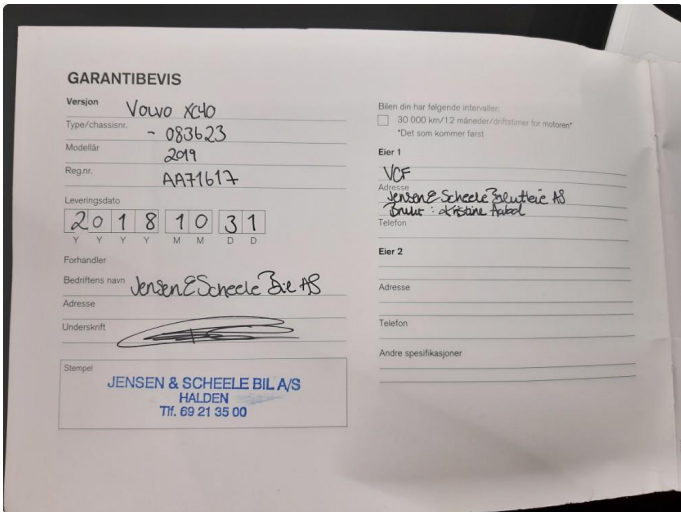 GARANTIBEVIS
Versjon Volvo XC40
Type/chassisnr. - 083623
Modellår 2019
Reg.nr. AA71617
Leveringsdato
2 0 1 8 1 0 3 1
Y Y Y Y M M D D
Forhandler
Bedriftens navn Jensen & Scheele Bil AS
Adresse
Underskrift
Stempel
JENSEN & SCHEELE BIL A/S
HALDEN
Tlf. 69 21 35 00
Bilen din har følgende intervaller:
30 000 km/12 måneder/driftstimer for motoren*
*Det som kommer først
Eier 1
VCF
Adresse
Jensen & Scheele Bilutleie AS
Bruker : Kristine
Telefon
Eier 2
Adresse
Telefon
Andre spesifikasjoner